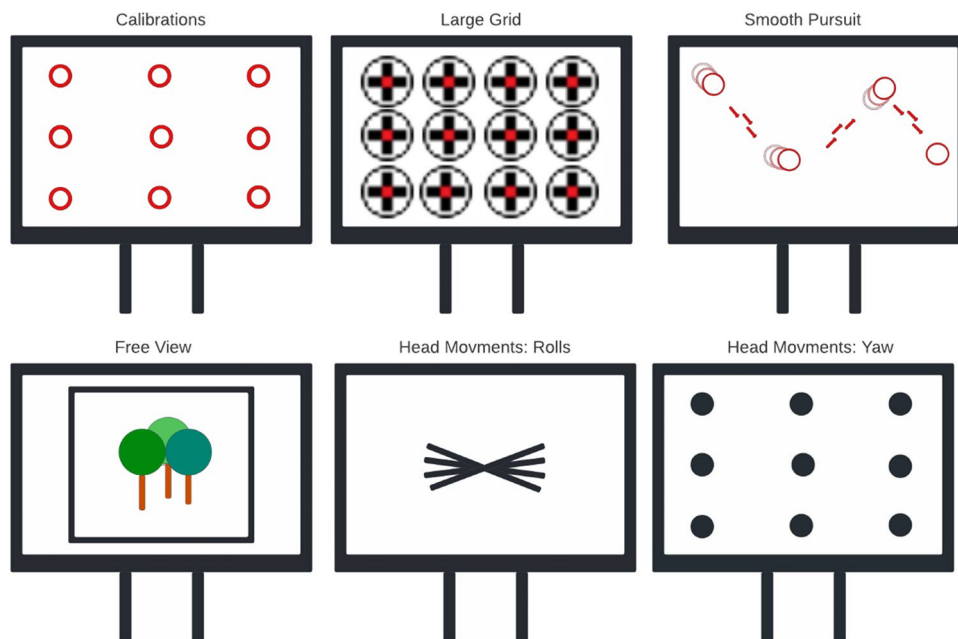 Calibrations
Large Grid
Smooth Pursuit
Free View
Head Movments: Rolls
Head Movments: Yaw